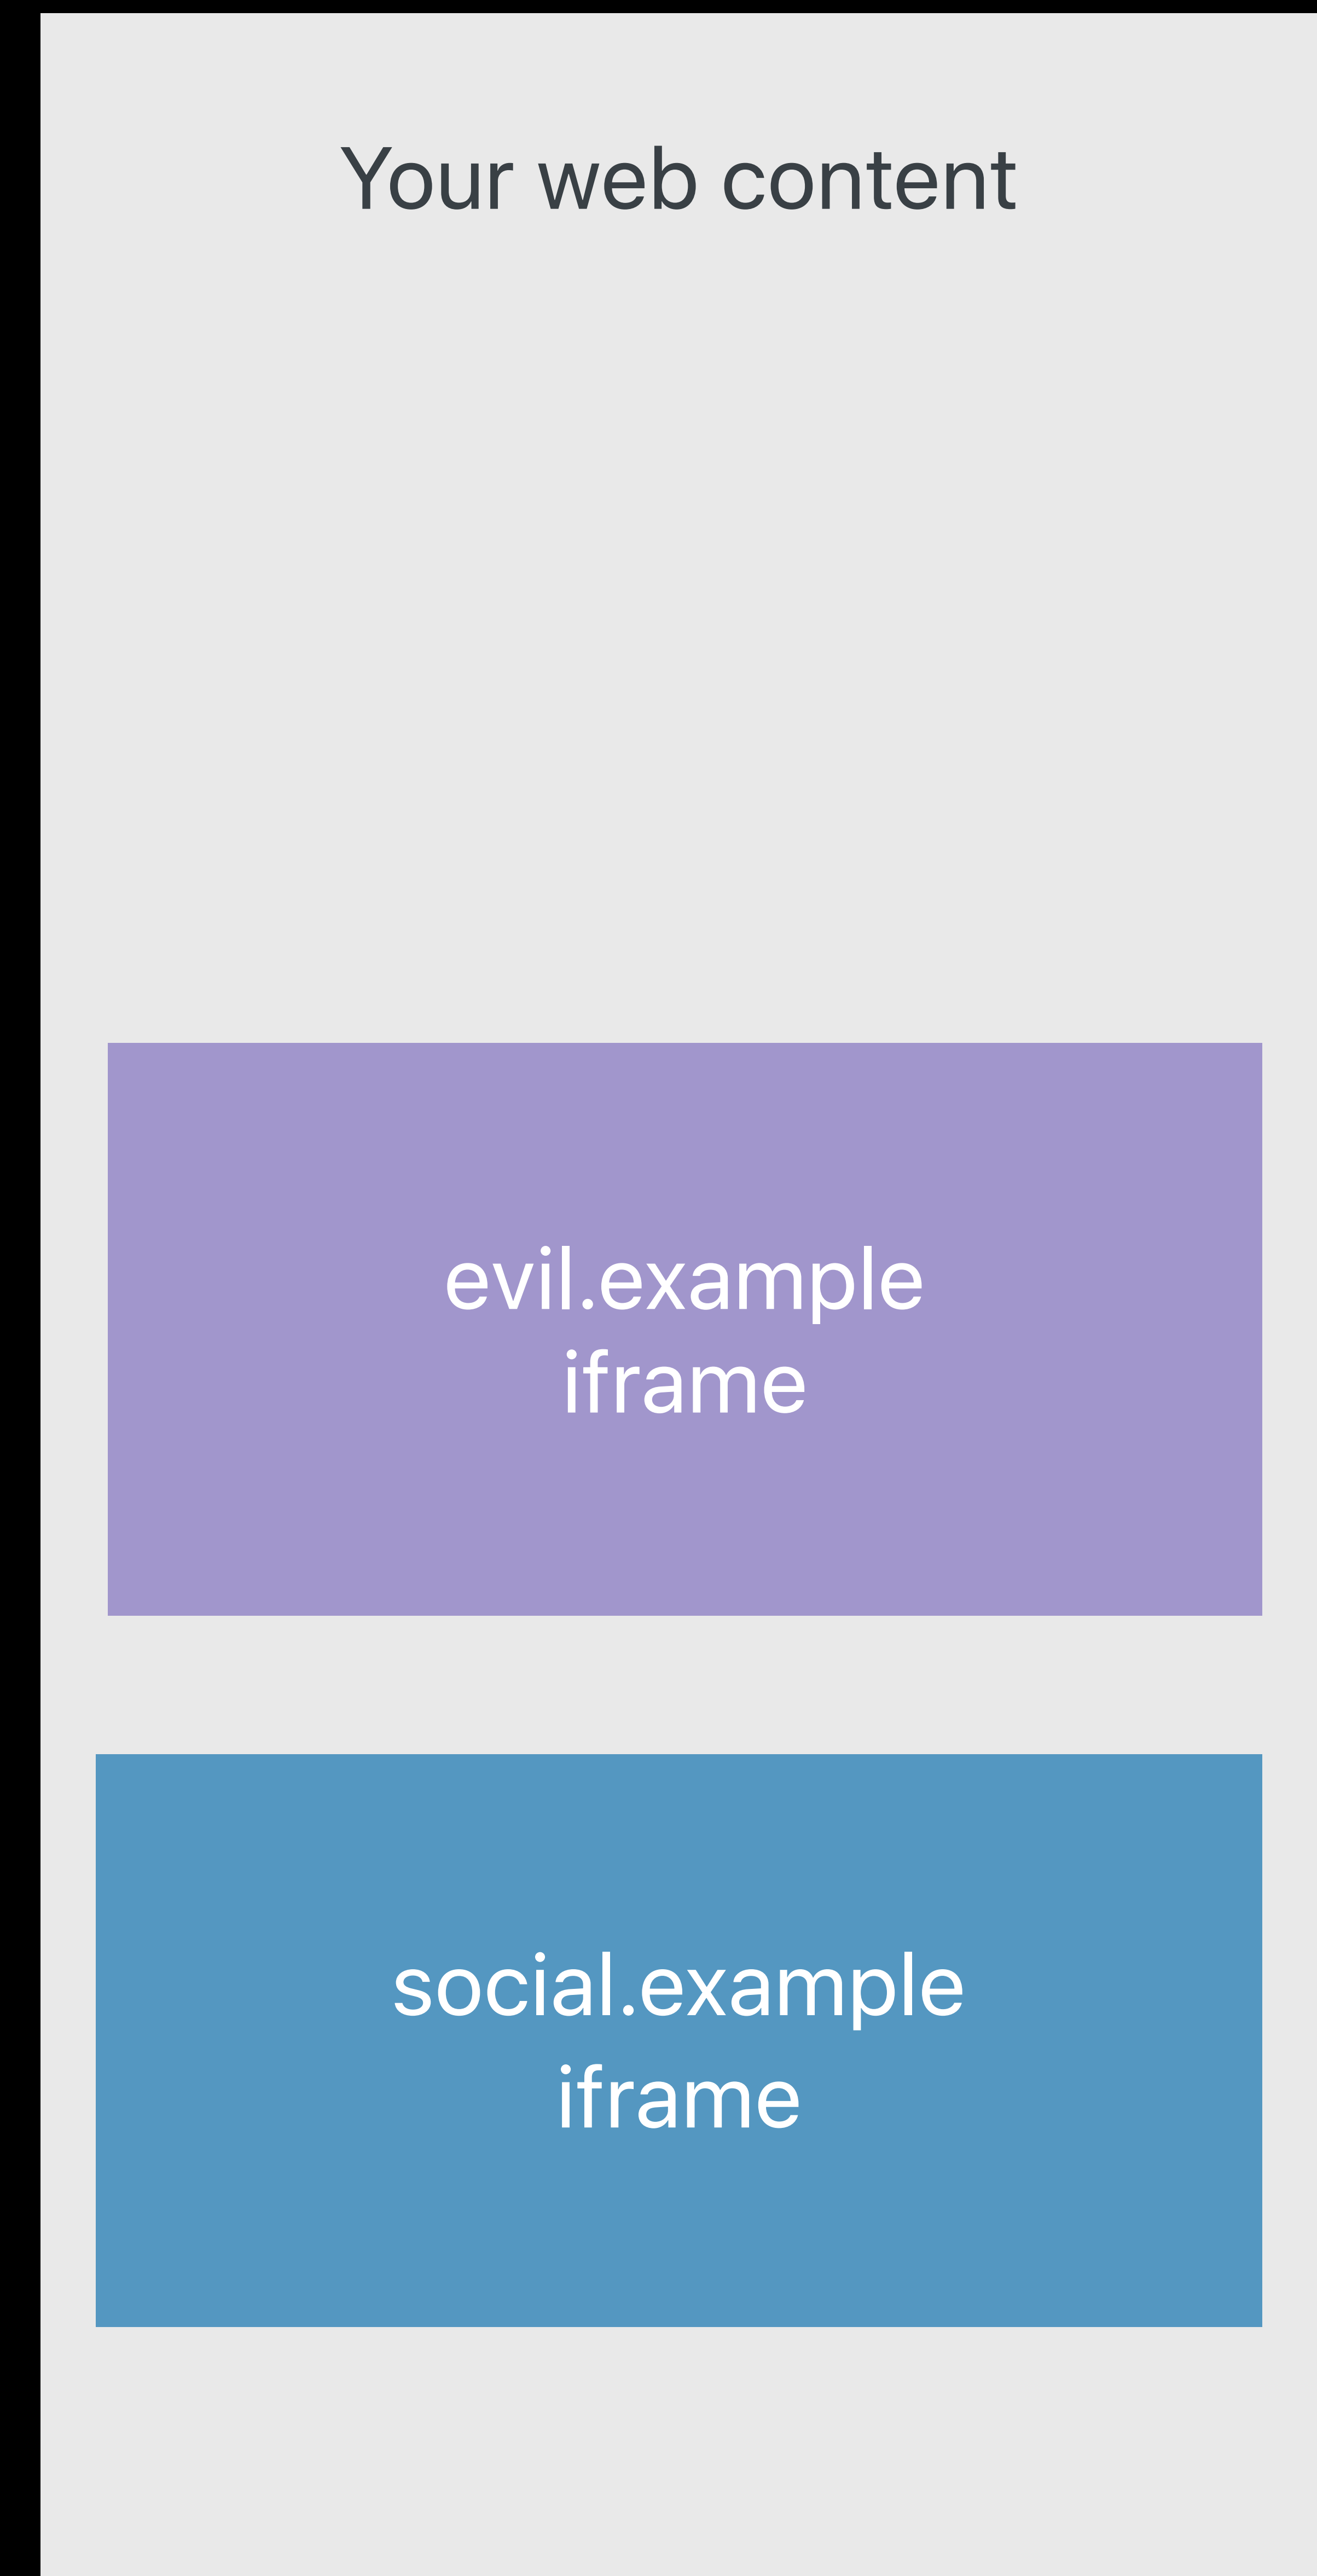 Your web content
evil.example
iframe
social.example
iframe